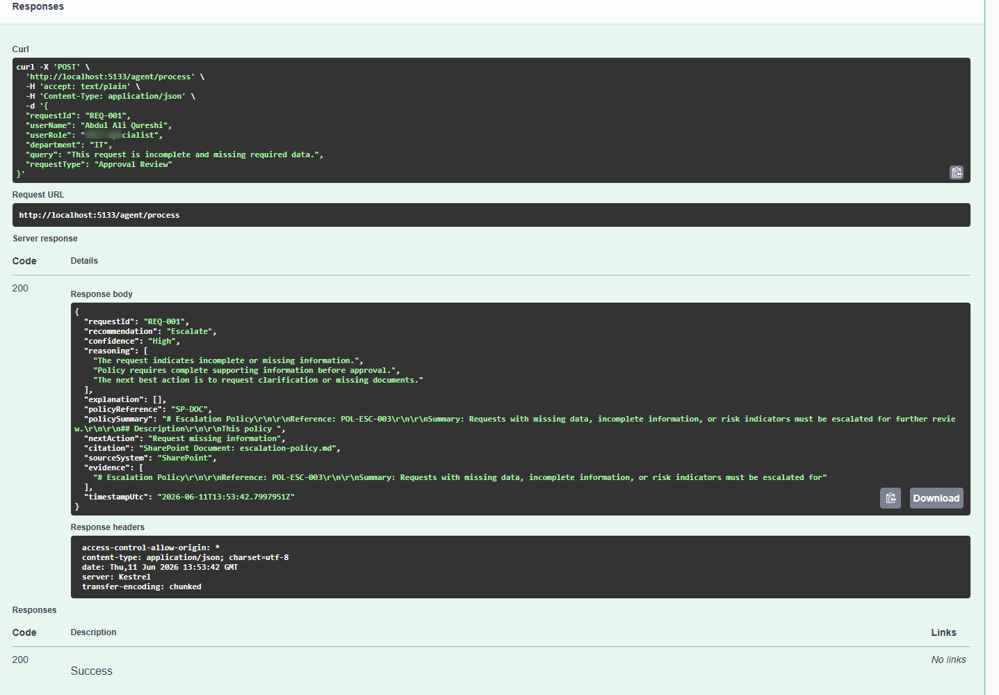 Responses
Curl
curl -X 'POST' \
'http://localhost:5133/agent/process' \
-H 'accept: text/plain' \
-H 'Content-Type: application/json' \
-d '{
"requestId": "REQ-001",
"userName": "Abdul Ali Qureshi",
"userRole": "cialist",
"department": "IT",
"query": "This request is incomplete and missing required data.",
"requestType": "Approval Review"
}'
Request URL
http://localhost:5133/agent/process
Server response
Code Details
200
Response body
{
"requestId": "REQ-001",
"recommendation": "Escalate",
"confidence": "High",
"reasoning": [
"The request indicates incomplete or missing information.",
"Policy requires complete supporting information before approval.",
"The next best action is to request clarification or missing documents."
],
"explanation": [],
"policyReference": "SP-DOC",
"policySummary": "# Escalation Policy\r\n\r\nReference: POL-ESC-003\r\n\r\nSummary: Requests with missing data, incomplete information, or risk indicators must be escalated for further revie
w.\r\n\r\n## Description\r\n\r\nThis policy ",
"nextAction": "Request missing information",
"citation": "SharePoint Document: escalation-policy.md",
"sourceSystem": "SharePoint",
"evidence": [
"# Escalation Policy\r\n\r\nReference: POL-ESC-003\r\n\r\nSummary: Requests with missing data, incomplete information, or risk indicators must be escalated for"
],
"timestampUtc": "2026-06-11T13:53:42.7997951Z"
}
Download
Response headers
access-control-allow-origin: *
content-type: application/json; charset=utf-8
date: Thu,11 Jun 2026 13:53:42 GMT
server: Kestrel
transfer-encoding: chunked
Responses
Code Description Links
200
Success
No links